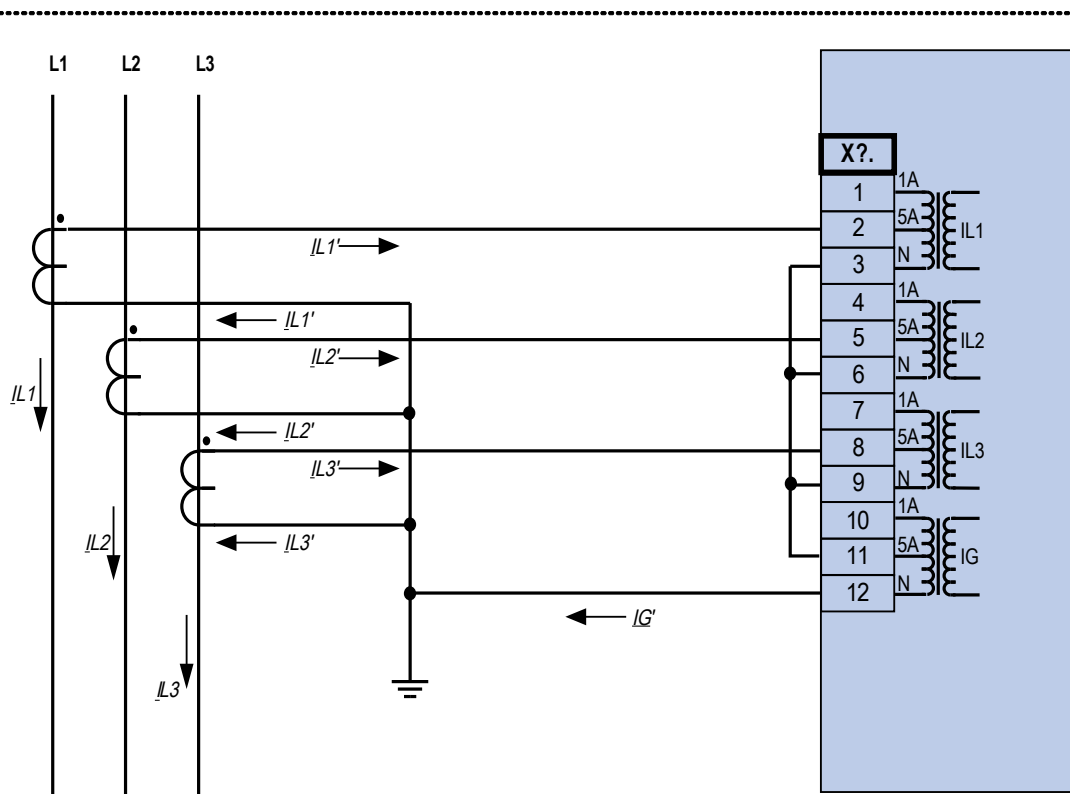 L1 L2 L3
X?.
1 1A
2 5A IL1
3 N
4 1A
5 5A IL2
6 N
7 1A
8 5A IL3
9 N
10 1A
11 5A IG
12 N
IL1'
IL1'
IL2'
IL2'
IL3'
IL3'
IG'
IL1
IL2
IL3